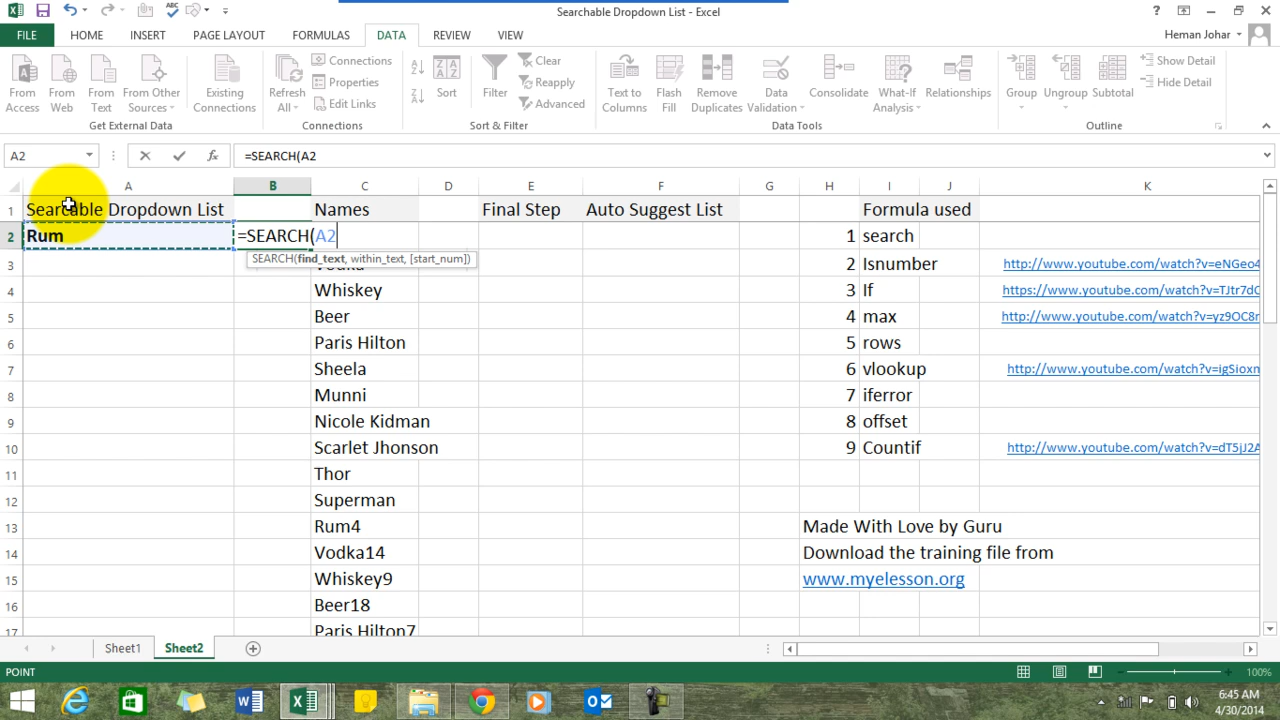 Searchable Dropdown List - Excel
FILE HOME INSERT PAGE LAYOUT FORMULAS DATA REVIEW VIEW Heman Johar
From Access
From Web
From Text
From Other Sources
Existing Connections
Get External Data
Refresh All
Connections
Properties
Edit Links
Connections
Sort
Filter
Clear
Reapply
Advanced
Sort & Filter
Text to Columns
Flash Fill
Remove Duplicates
Data Validation
Consolidate
What-If Analysis
Relationships
Data Tools
Group
Ungroup
Subtotal
Show Detail
Hide Detail
Outline
A2 fx =SEARCH(A2
A B C D E F G H I J K
1 Searchable Dropdown List Names Final Step Auto Suggest List Formula used
2 Rum =SEARCH(A2 1 search
SEARCH(find_text, within_text, [start_num])
3 Vodka 2 Isnumber http://www.youtube.com/watch?v=eNGeo4
4 Whiskey 3 If https://www.youtube.com/watch?v=TJtr7dC
5 Beer 4 max http://www.youtube.com/watch?v=yz9OC8r
6 Paris Hilton 5 rows
7 Sheela 6 vlookup http://www.youtube.com/watch?v=igSioxn
8 Munni 7 iferror
9 Nicole Kidman 8 offset
10 Scarlet Jhonson 9 Countif http://www.youtube.com/watch?v=dT5jJ2A
11 Thor
12 Superman
13 Rum4 Made With Love by Guru
14 Vodka14 Download the training file from
15 Whiskey9 www.myelesson.org
16 Beer18
17 Paris Hilton7
Sheet1 Sheet2
POINT 100%
6:45 AM
4/30/2014